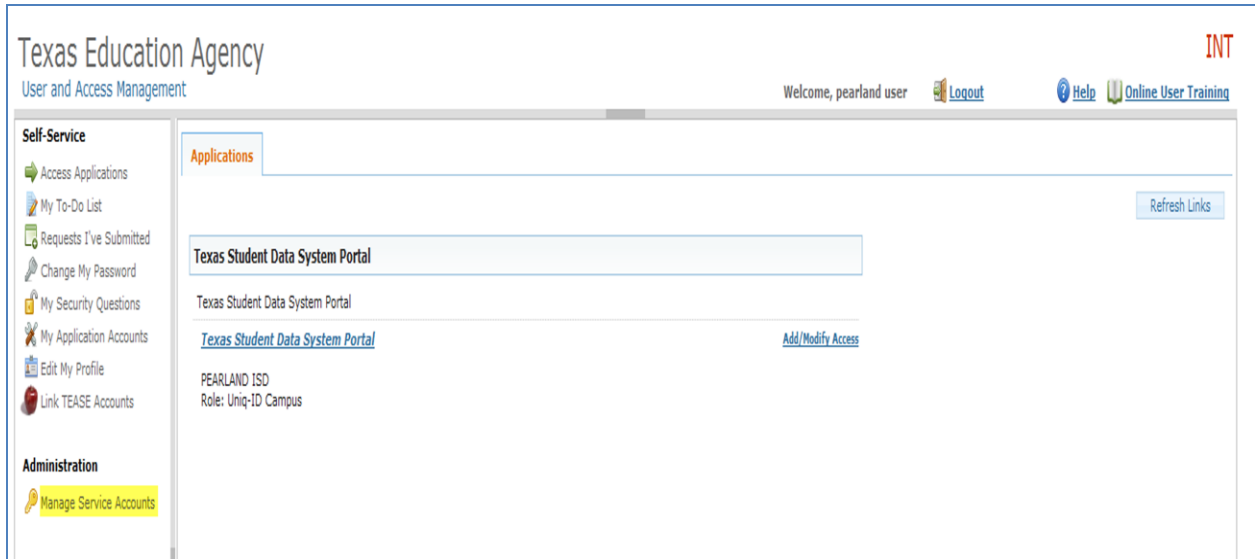 Texas Education Agency
INT
User and Access Management
Welcome, pearland user
Logout
Help
Online User Training
Self-Service
Access Applications
My To-Do List
Requests I've Submitted
Change My Password
My Security Questions
My Application Accounts
Edit My Profile
Link TEASE Accounts
Administration
Manage Service Accounts
Applications
Refresh Links
Texas Student Data System Portal
Texas Student Data System Portal
Texas Student Data System Portal
Add/Modify Access
PEARLAND ISD
Role: Uniq-ID Campus